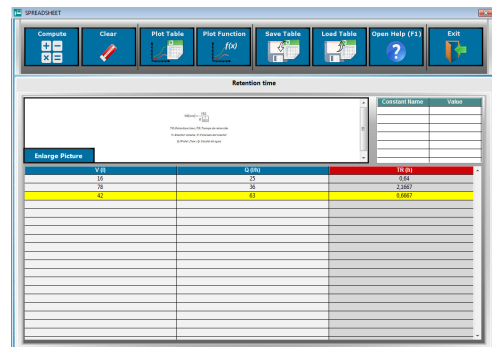 SPREADSHEET
Compute Clear Plot Table Plot Function Save Table Load Table Open Help (F1) Exit
f(x)
Retention time
Constant Name Value
Enlarge Picture
V (l) Q (l/h) TR (h)
16 25 0,64
78 36 2,1667
42 63 0,6667